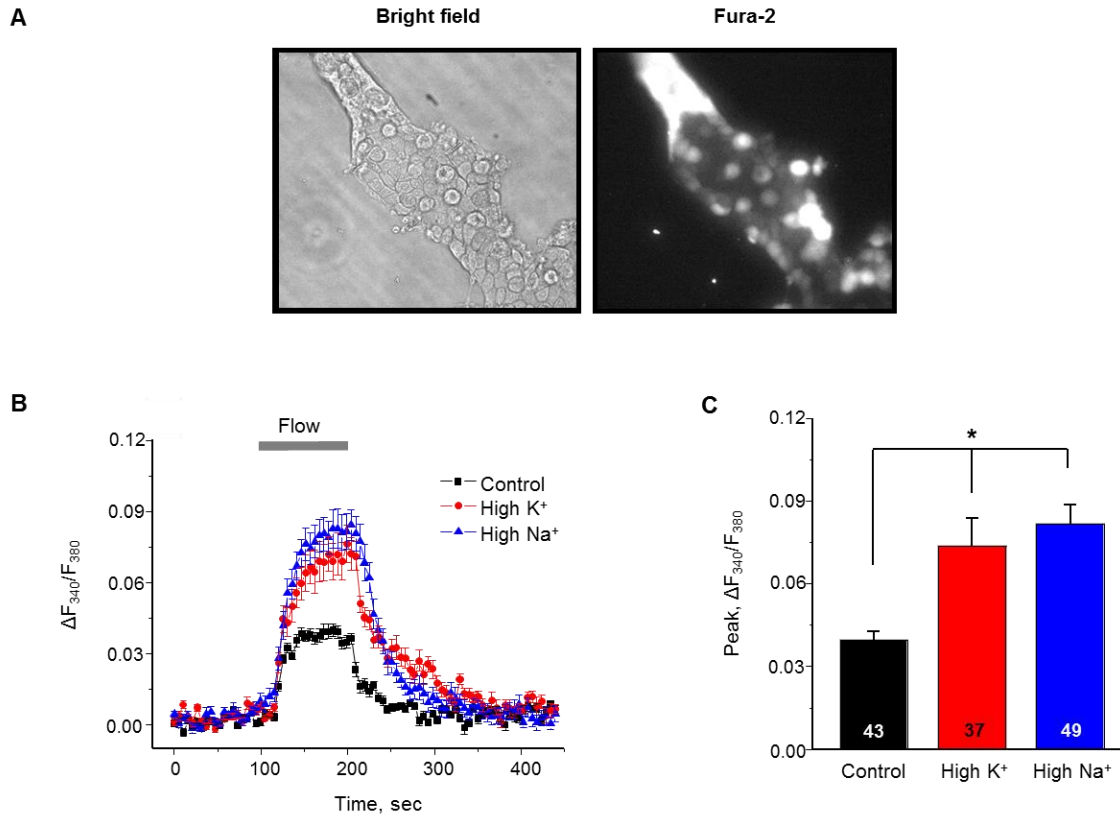 A
Bright field Fura-2
B
Flow
0.12
0.09
0.06
0.03
0.00
ΔF₃₄₀/F₃₈₀
Control
High K⁺
High Na⁺
0 100 200 300 400
Time, sec
C
*
0.12
0.09
0.06
0.03
0.00
Peak, ΔF₃₄₀/F₃₈₀
43 37 49
Control High K⁺ High Na⁺